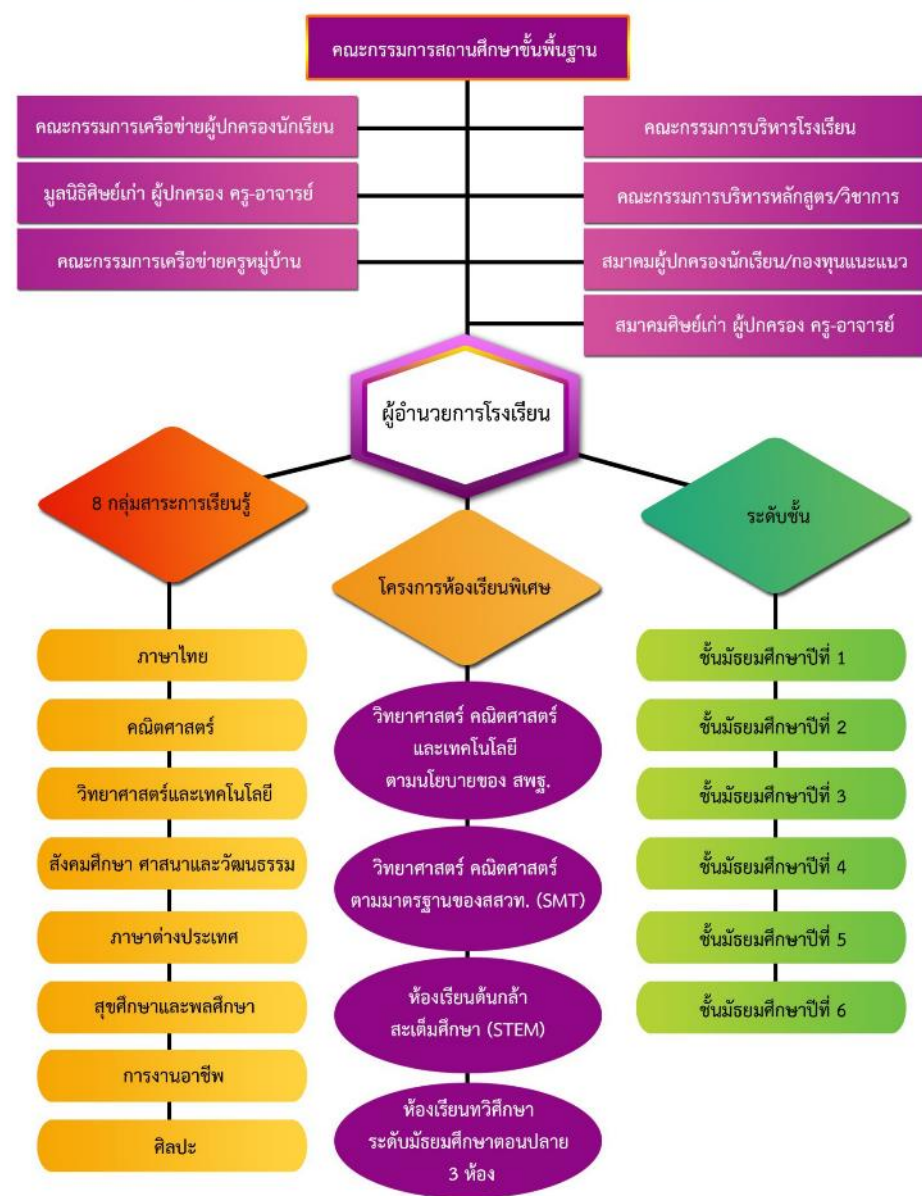 คณะกรรมการสถานศึกษาขั้นพื้นฐาน
คณะกรรมการเครือข่ายผู้ปกครองนักเรียน
มูลนิธิศิษย์เก่า ผู้ปกครอง ครู-อาจารย์
คณะกรรมการเครือข่ายครูหมู่บ้าน
คณะกรรมการบริหารโรงเรียน
คณะกรรมการบริหารหลักสูตร/วิชาการ
สมาคมผู้ปกครองนักเรียน/กองทุนแนะแนว
สมาคมศิษย์เก่า ผู้ปกครอง ครู-อาจารย์
ผู้อำนวยการโรงเรียน
8 กลุ่มสาระการเรียนรู้
ภาษาไทย
คณิตศาสตร์
วิทยาศาสตร์และเทคโนโลยี
สังคมศึกษา ศาสนาและวัฒนธรรม
ภาษาต่างประเทศ
สุขศึกษาและพลศึกษา
การงานอาชีพ
ศิลปะ
โครงการห้องเรียนพิเศษ
วิทยาศาสตร์ คณิตศาสตร์
และเทคโนโลยี
ตามนโยบายของ สพฐ.
วิทยาศาสตร์ คณิตศาสตร์
ตามมาตรฐานของสสวท. (SMT)
ห้องเรียนต้นกล้า
สะเต็มศึกษา (STEM)
ห้องเรียนทวิศึกษา
ระดับมัธยมศึกษาตอนปลาย
3 ห้อง
ระดับชั้น
ชั้นมัธยมศึกษาปีที่ 1
ชั้นมัธยมศึกษาปีที่ 2
ชั้นมัธยมศึกษาปีที่ 3
ชั้นมัธยมศึกษาปีที่ 4
ชั้นมัธยมศึกษาปีที่ 5
ชั้นมัธยมศึกษาปีที่ 6